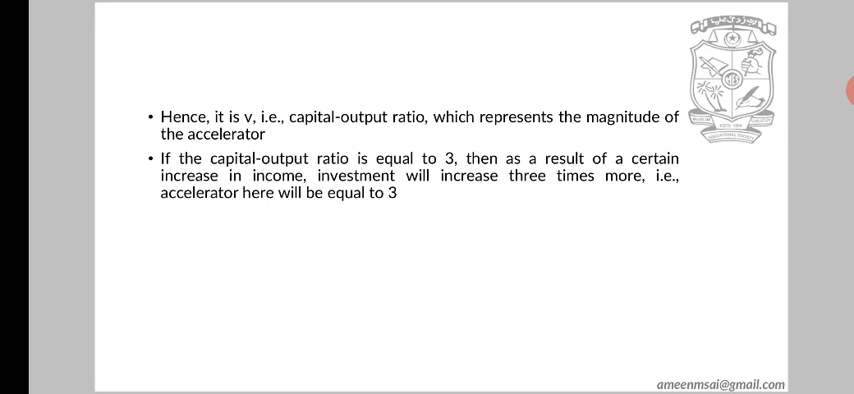 • Hence, it is v, i.e., capital-output ratio, which represents the magnitude of
the accelerator
• If the capital-output ratio is equal to 3, then as a result of a certain
increase in income, investment will increase three times more, i.e.,
accelerator here will be equal to 3
ameenmsai@gmail.com